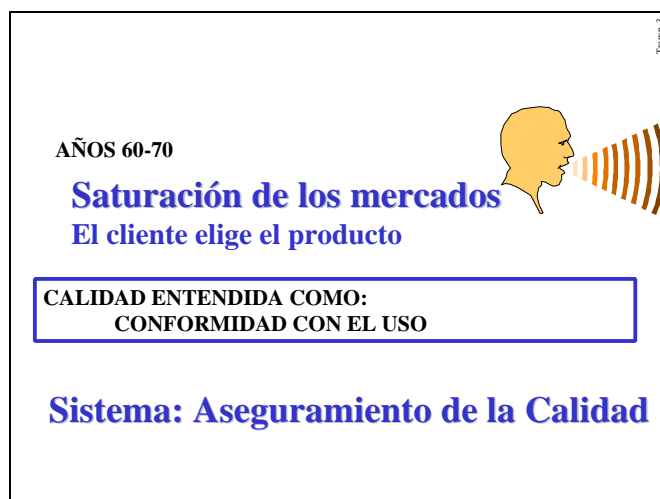 AÑOS 60-70
Saturación de los mercados
El cliente elige el producto
CALIDAD ENTENDIDA COMO:
CONFORMIDAD CON EL USO
Sistema: Aseguramiento de la Calidad